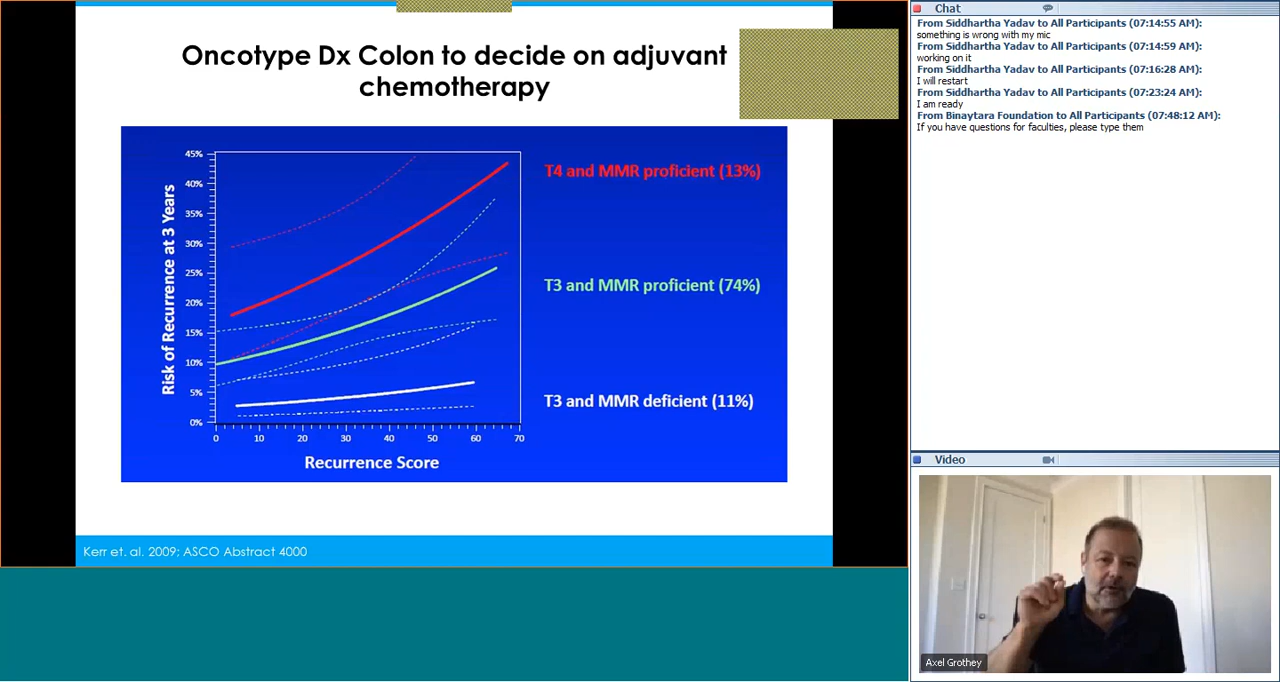 Oncotype Dx Colon to decide on adjuvant
chemotherapy
45%
40%
35%
30%
25%
20%
15%
10%
5%
0%
Risk of Recurrence at 3 Years
0 10 20 30 40 50 60 70
Recurrence Score
T4 and MMR proficient (13%)
T3 and MMR proficient (74%)
T3 and MMR deficient (11%)
Kerr et. al. 2009; ASCO Abstract 4000
Chat
From Siddhartha Yadav to All Participants (07:14:55 AM):
something is wrong with my mic
From Siddhartha Yadav to All Participants (07:14:59 AM):
working on it
From Siddhartha Yadav to All Participants (07:16:28 AM):
I will restart
From Siddhartha Yadav to All Participants (07:23:24 AM):
I am ready
From Binaytara Foundation to All Participants (07:48:12 AM):
If you have questions for faculties, please type them
Video
Axel Grothey